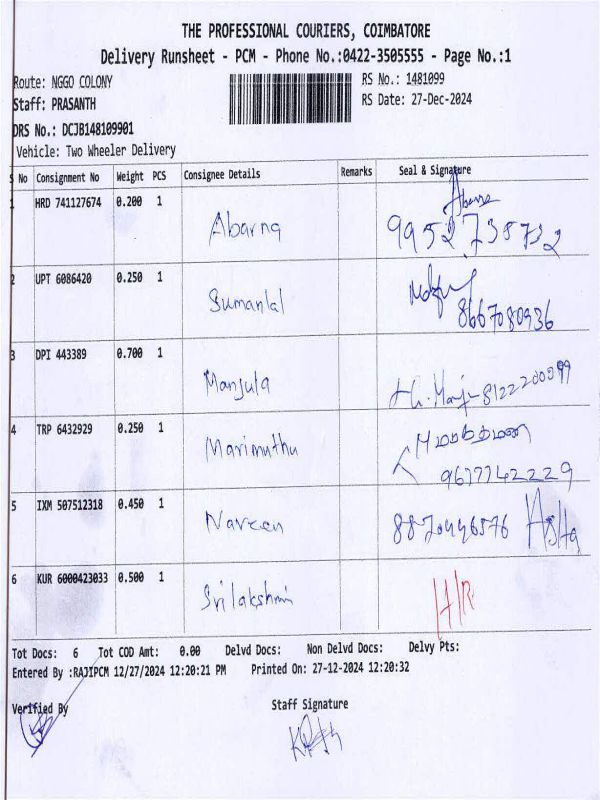 THE PROFESSIONAL COURIERS, COIMBATORE
Delivery Runsheet - PCM - Phone No.:0422-3505555 - Page No.:1
Route: NGGO COLONY
RS No.: 1481099
Staff: PRASANTH
RS Date: 27-Dec-2024
DRS No.: DCJB148109901
Vehicle: Two Wheeler Delivery
S No Consignment No Weight PCS Consignee Details Remarks Seal & Signature
1 HRD 741127674 0.200 1 Abarna
9952735732
2 UPT 6086420 0.250 1 Sumanlal
8667080936
3 DPI 443389 0.700 1 Manjula 8122200099
4 TRP 6432929 0.250 1 Marimuthu
9677742229
5 IXM 507512318 0.450 1 Naveen 8870496576
6 KUR 6000423033 0.500 1 Srilakshmi
Tot Docs: 6 Tot COD Amt: 0.00 Delvd Docs: Non Delvd Docs: Delvy Pts:
Entered By :RAJIPCM 12/27/2024 12:20:21 PM Printed On: 27-12-2024 12:20:32
Verified By
Staff Signature